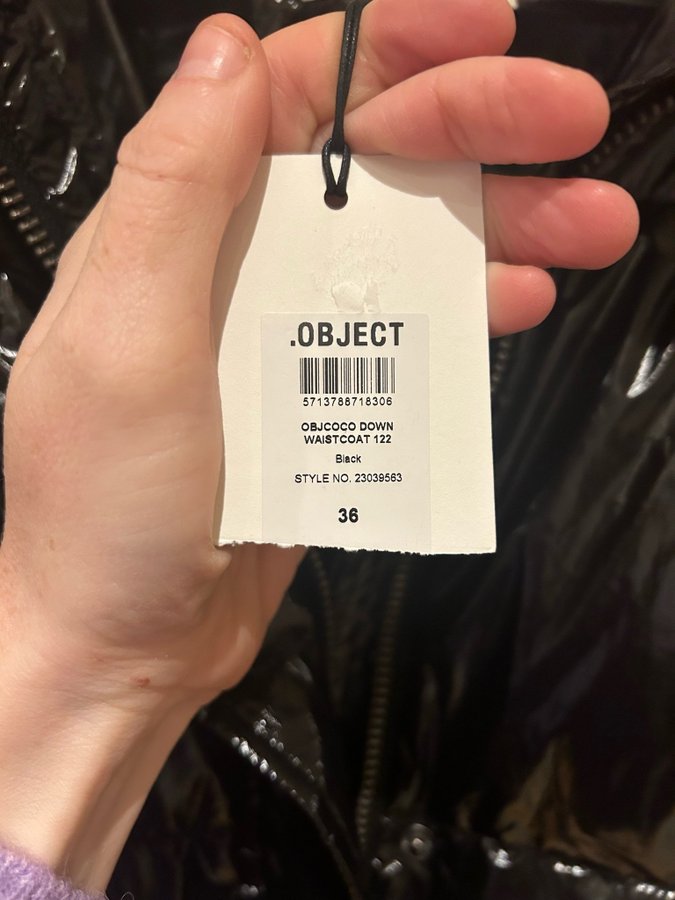 .OBJECT
5713788718306
OBJCOCO DOWN
WAISTCOAT 122
Black
STYLE NO. 23039563
36